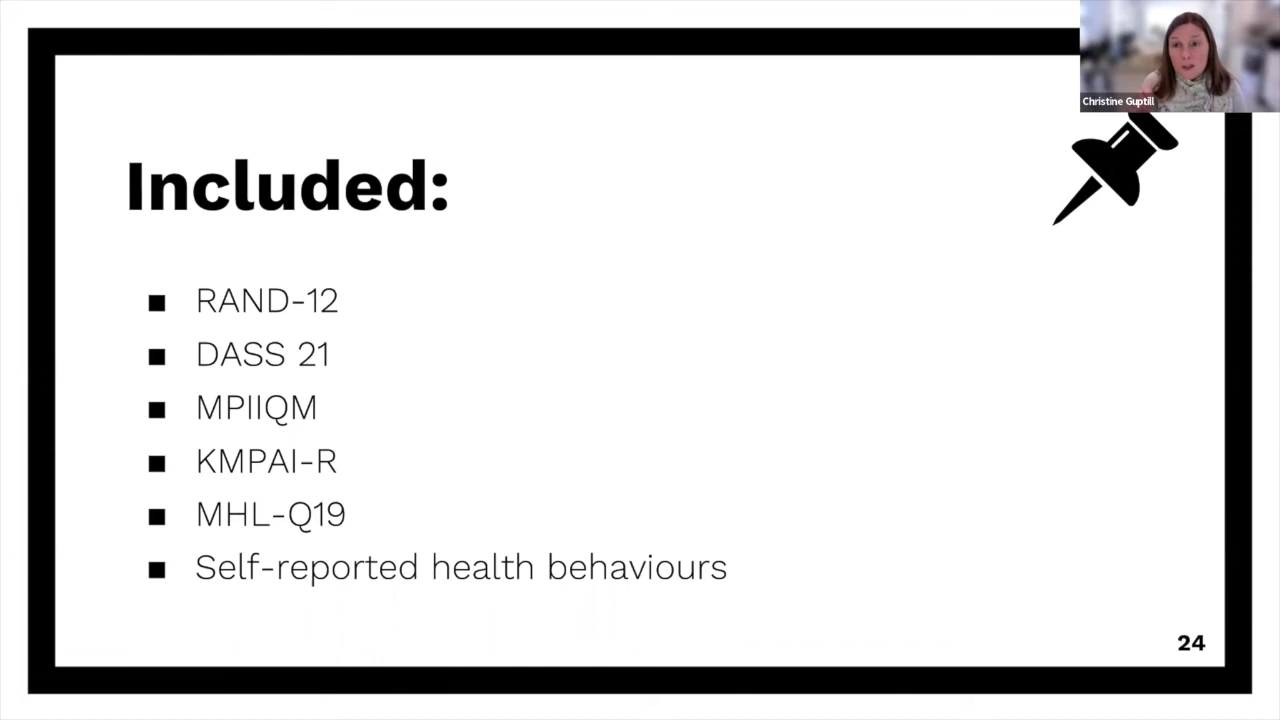 Christine Guptill
Included:
RAND-12
DASS 21
MPIIQM
KMPAI-R
MHL-Q19
Self-reported health behaviours
24